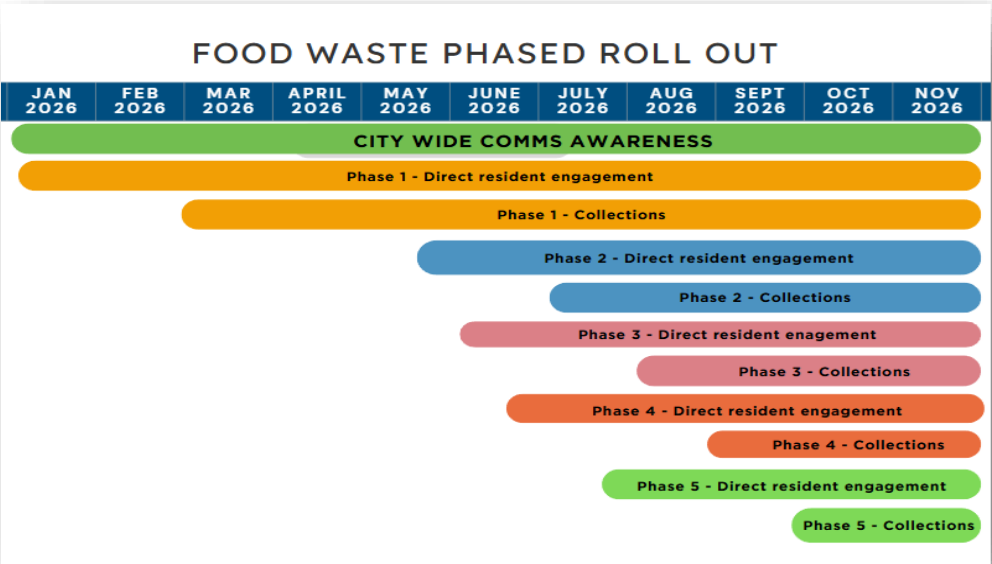 FOOD WASTE PHASED ROLL OUT
JAN FEB MAR APRIL MAY JUNE JULY AUG SEPT OCT NOV
2026 2026 2026 2026 2026 2026 2026 2026 2026 2026 2026
CITY WIDE COMMS AWARENESS
Phase 1 - Direct resident engagement
Phase 1 - Collections
Phase 2 - Direct resident engagement
Phase 2 - Collections
Phase 3 - Direct resident enagement
Phase 3 - Collections
Phase 4 - Direct resident engagement
Phase 4 - Collections
Phase 5 - Direct resident engagement
Phase 5 - Collections